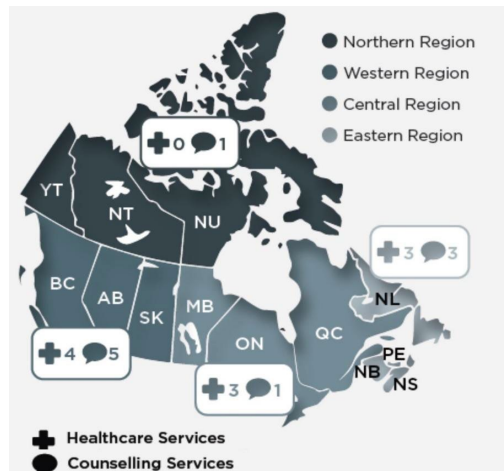 Northern Region
Western Region
Central Region
Eastern Region
0 1
YT
NT
NU
3 3
BC
AB
SK
MB
ON
QC
NL
PE
NB
NS
4 5
3 1
Healthcare Services
Counselling Services